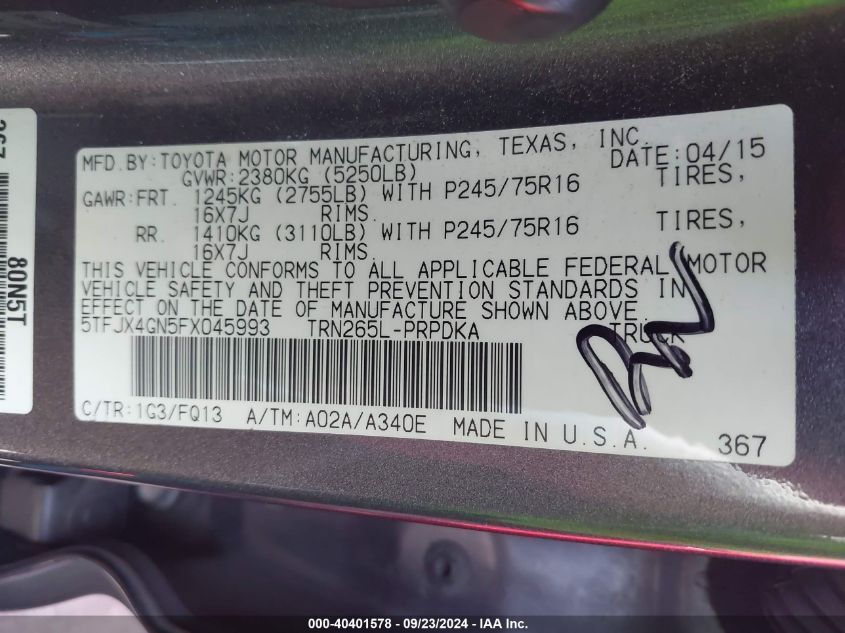 MFD.BY:TOYOTA MOTOR MANUFACTURING, TEXAS, INC.
DATE:04/15
GVWR:2380KG (5250LB)
GAWR:FRT. 1245KG (2755LB) WITH P245/75R16 TIRES,
16X7J RIMS.
RR. 1410KG (3110LB) WITH P245/75R16 TIRES,
16X7J RIMS.
THIS VEHICLE CONFORMS TO ALL APPLICABLE FEDERAL MOTOR
VEHICLE SAFETY AND THEFT PREVENTION STANDARDS IN
EFFECT ON THE DATE OF MANUFACTURE SHOWN ABOVE.
5TFJX4GN5FX045993 TRN265L-PRPDKA TRUCK
C/TR:1G3/FQ13 A/TM:A02A/A340E MADE IN U.S.A.
367
80N5T
000-40401578 - 09/23/2024 - IAA Inc.